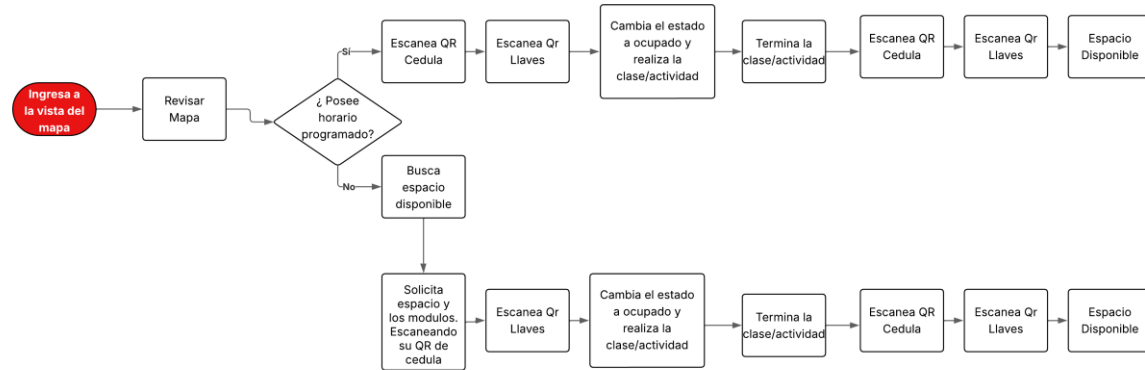 Ingresa a
la vista del
mapa
Revisar
Mapa
¿ Posee
horario
programado?
Sí
Escanea QR
Cedula
Escanea Qr
Llaves
Cambia el estado
a ocupado y
realiza la
clase/actividad
Termina la
clase/actividad
Escanea QR
Cedula
Escanea Qr
Llaves
Espacio
Disponible
No
Busca
espacio
disponible
Solicita
espacio y
los modulos.
Escaneando
su QR de
cedula
Escanea Qr
Llaves
Cambia el estado
a ocupado y
realiza la
clase/actividad
Termina la
clase/actividad
Escanea QR
Cedula
Escanea Qr
Llaves
Espacio
Disponible